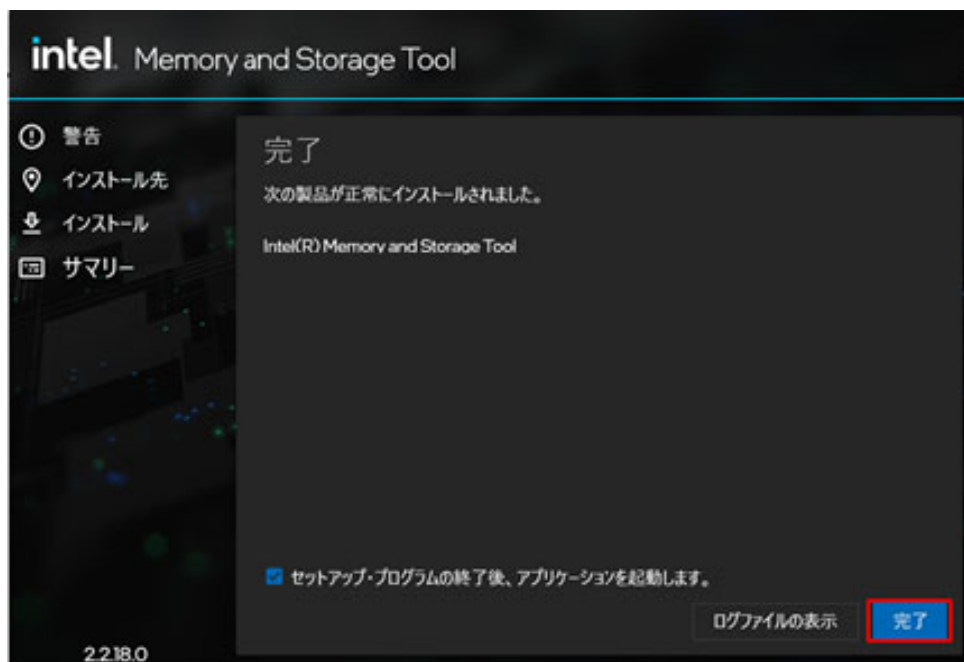 intel. Memory and Storage Tool
警告
インストール先
インストール
サマリー
完了
次の製品が正常にインストールされました。
Intel(R) Memory and Storage Tool
セットアップ・プログラムの終了後、アプリケーションを起動します。
ログファイルの表示
完了
2.2.18.0